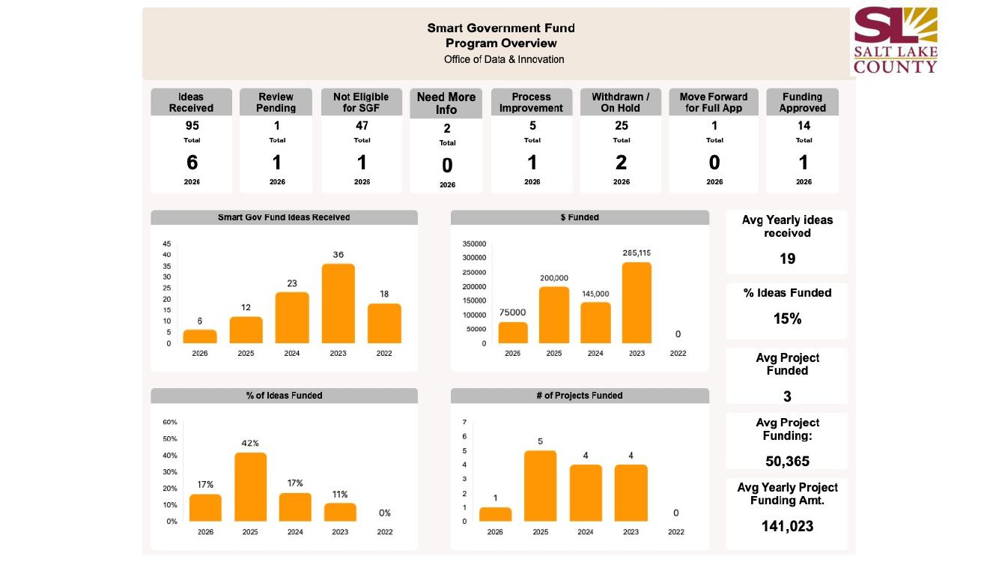 Smart Government Fund
Program Overview
Office of Data & Innovation
SL
SALT LAKE
COUNTY
Ideas
Received
95
Total
6
2026
Review
Pending
1
Total
1
2026
Not Eligible
for SGF
47
Total
1
2026
Need More
Info
2
Total
0
2026
Process
Improvement
5
Total
1
2026
Withdrawn /
On Hold
25
Total
2
2026
Move Forward
for Full App
1
Total
0
2026
Funding
Approved
14
Total
1
2026
Smart Gov Fund Ideas Received
45
40
35
30
25
20
15
10
5
0
6
12
23
36
18
2026 2025 2024 2023 2022
$ Funded
350000
300000
250000
200000
150000
100000
50000
0
75000
200,000
145,000
285,115
0
2026 2025 2024 2023 2022
Avg Yearly ideas
received
19
% Ideas Funded
15%
Avg Project
Funded
3
Avg Project
Funding:
50,365
Avg Yearly Project
Funding Amt.
141,023
% of Ideas Funded
60%
50%
40%
30%
20%
10%
0%
17%
42%
17%
11%
0%
2026 2025 2024 2023 2022
# of Projects Funded
7
6
5
4
3
2
1
0
1
5
4
4
0
2026 2025 2024 2023 2022